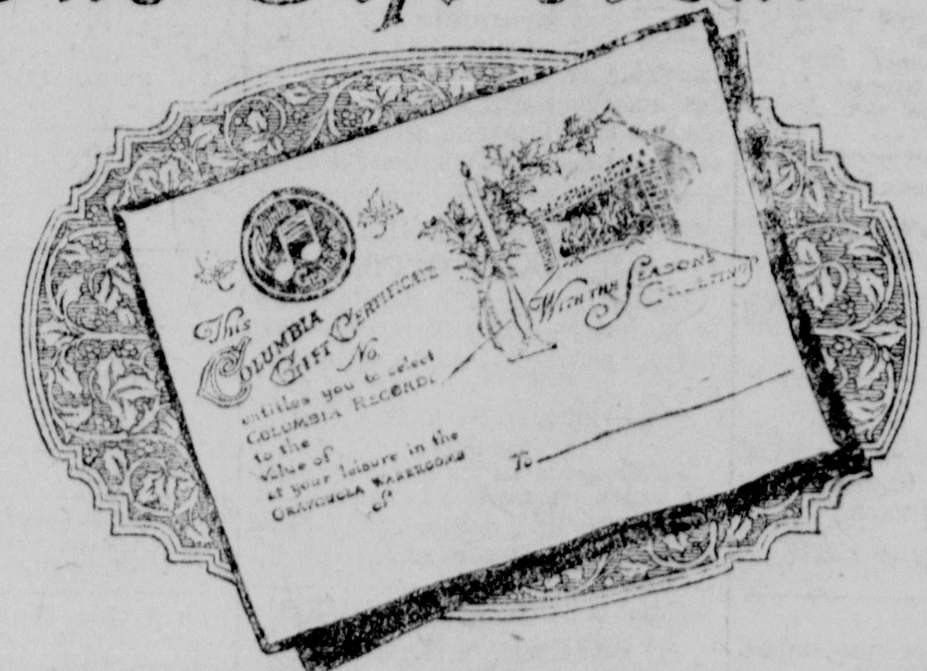 This
COLUMBIA
GIFT CERTIFICATE
No.
entitles you to select
COLUMBIA RECORDS
to the
value of
at your leisure in the
GRAFONOLA WAREROOMS
of
WITH THE SEASON'S
GREETINGS
To